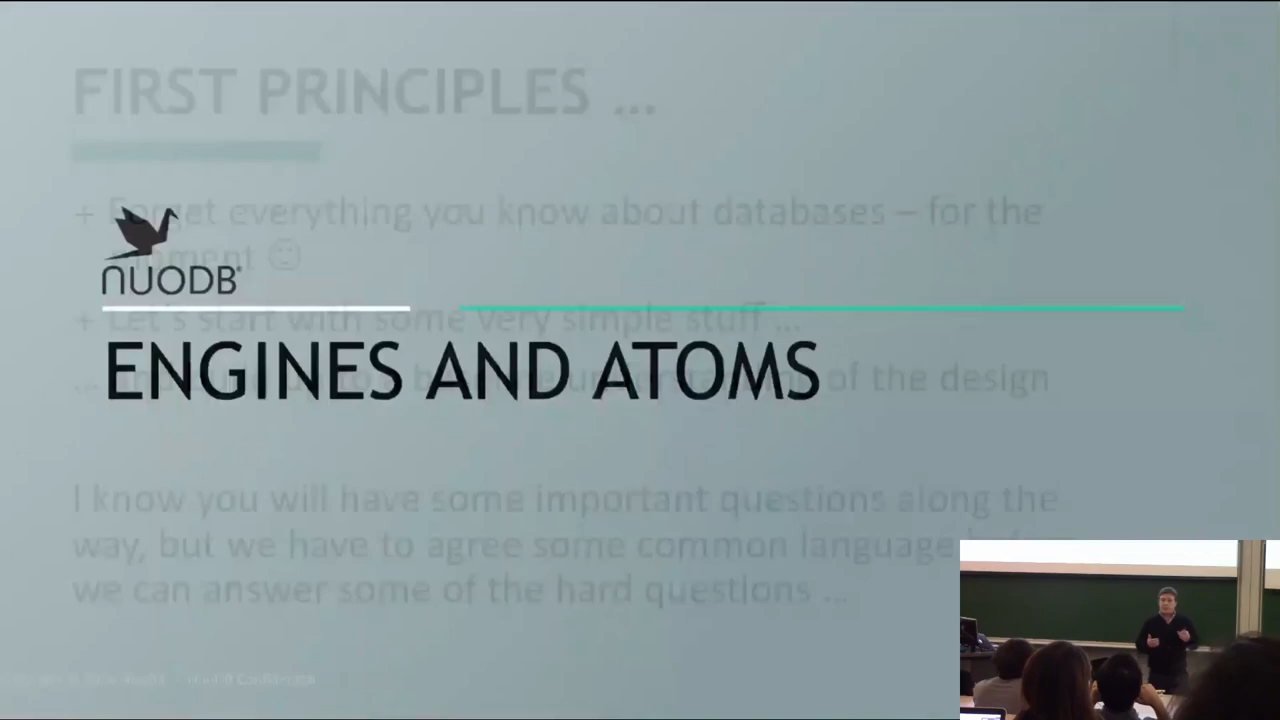 FIRST PRINCIPLES ...
+ Forget everything you know about databases – for the
moment ☺
NUODB
+ Let's start with some very simple stuff ...
ENGINES AND ATOMS
of the design
I know you will have some important questions along the
way, but we have to agree some common language
we can answer some of the hard questions ...